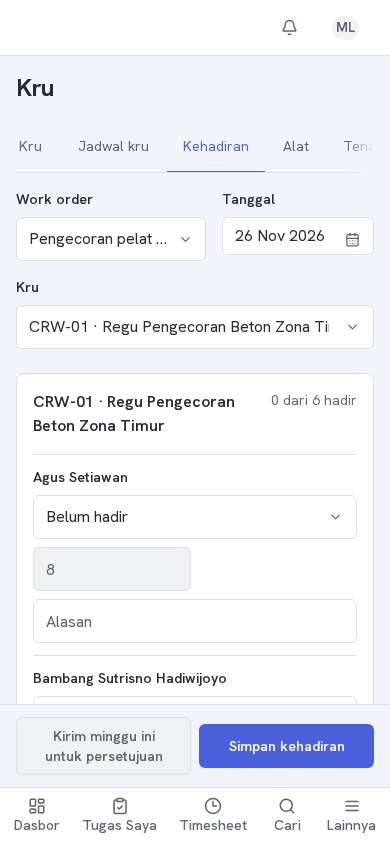 ML
Kru
Kru
Jadwal kru
Kehadiran
Alat
Tena
Work order
Tanggal
Pengecoran pelat ...
26 Nov 2026
Kru
CRW-01 · Regu Pengecoran Beton Zona Ti
CRW-01 · Regu Pengecoran
Beton Zona Timur
0 dari 6 hadir
Agus Setiawan
Belum hadir
8
Alasan
Bambang Sutrisno Hadiwijoyo
Kirim minggu ini
untuk persetujuan
Simpan kehadiran
Dasbor
Tugas Saya
Timesheet
Cari
Lainnya